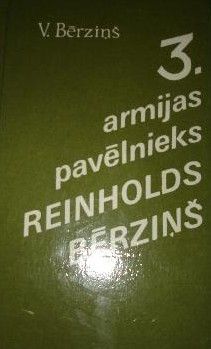 V. Bērziņš
3.
armijas
pavēlnieks
REINHOLDS
BĒRZIŅŠ